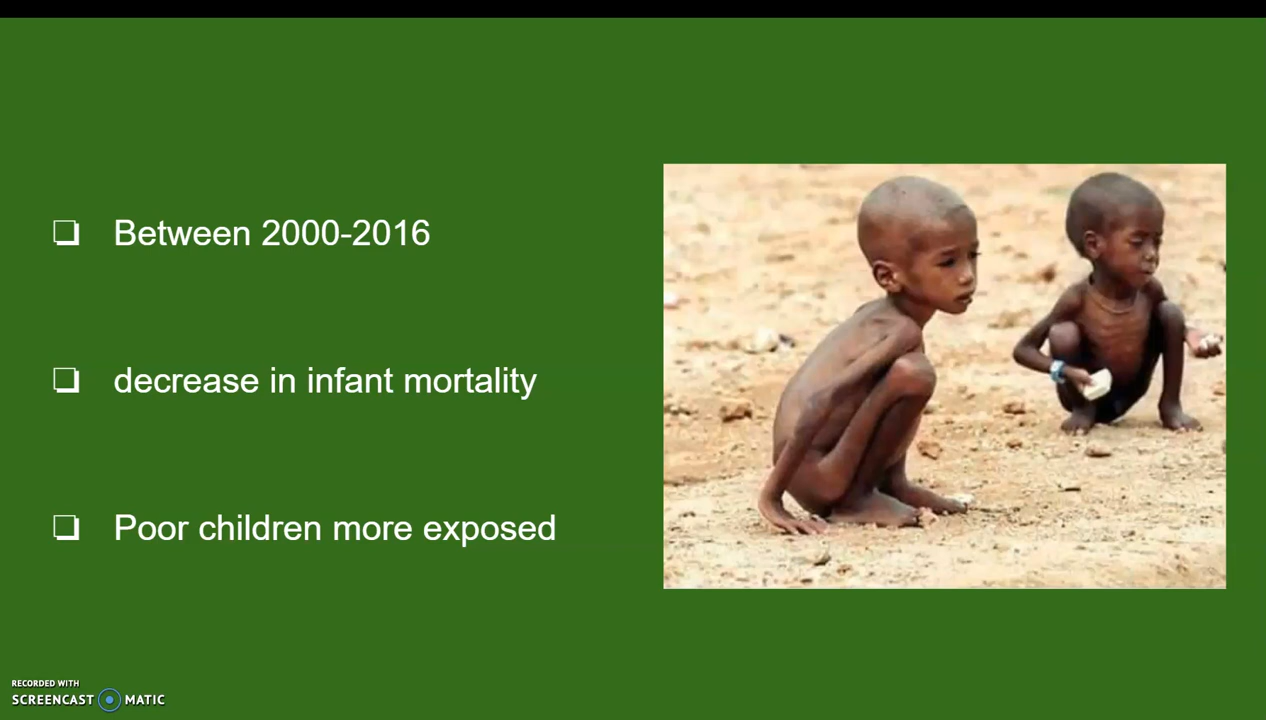 Between 2000-2016
decrease in infant mortality
Poor children more exposed
RECORDED WITH
SCREENCAST MATIC